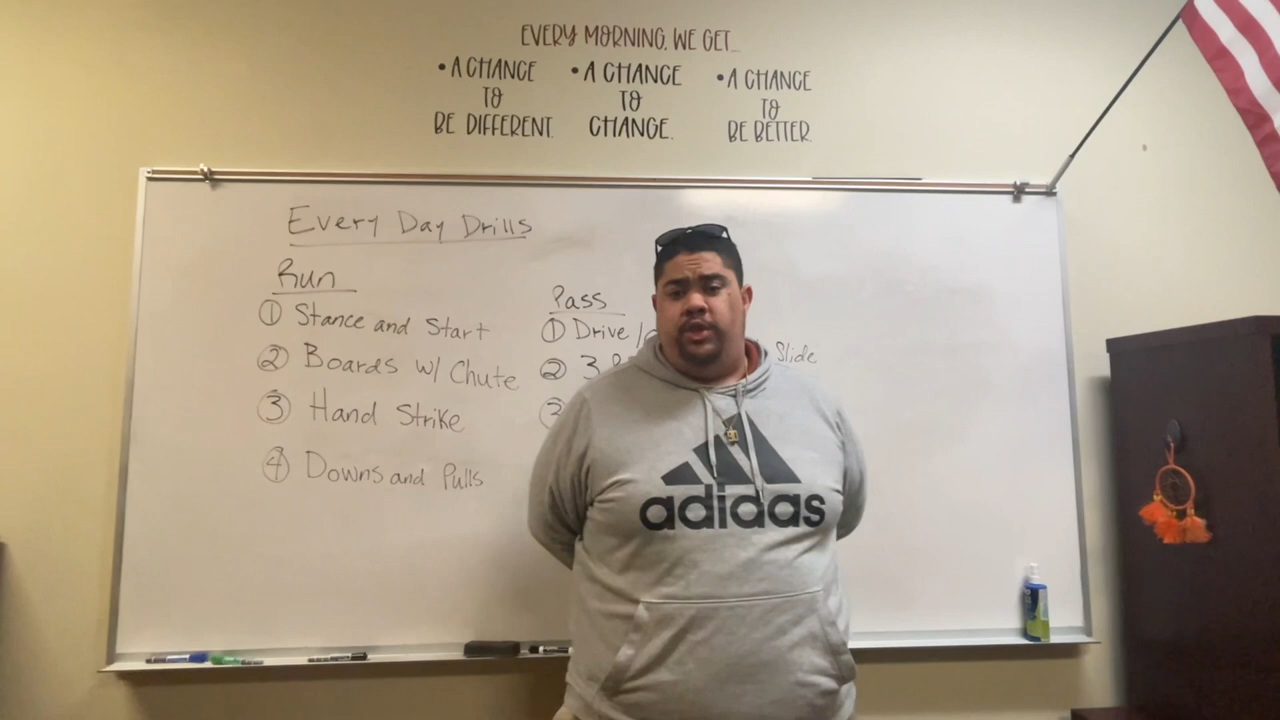 EVERY MORNING, WE GET...
• A CHANCE TO BE DIFFERENT.
• A CHANCE TO CHANGE.
• A CHANCE TO BE BETTER.
Every Day Drills
Run
① Stance and Start
② Boards w/ Chute
③ Hand Strike
④ Downs and Pulls
Pass
① Drive /
② 3
Slide
③
adidas